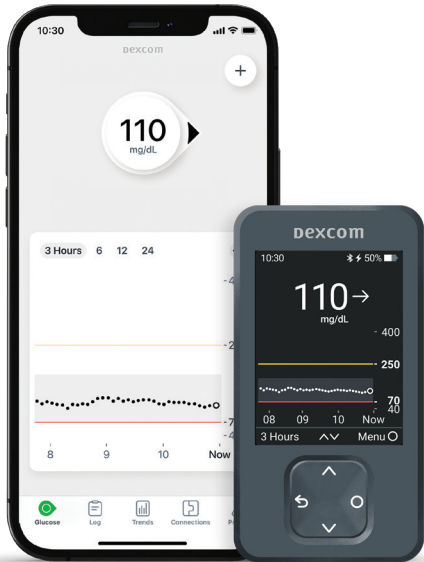 10:30
Dexcom
+
110
mg/dL
3 Hours 6 12 24
8 9 10 Now
Glucose Log Trends Connections
Dexcom
10:30 50%
110
mg/dL
400
250
70
40
08 09 10 Now
3 Hours Menu